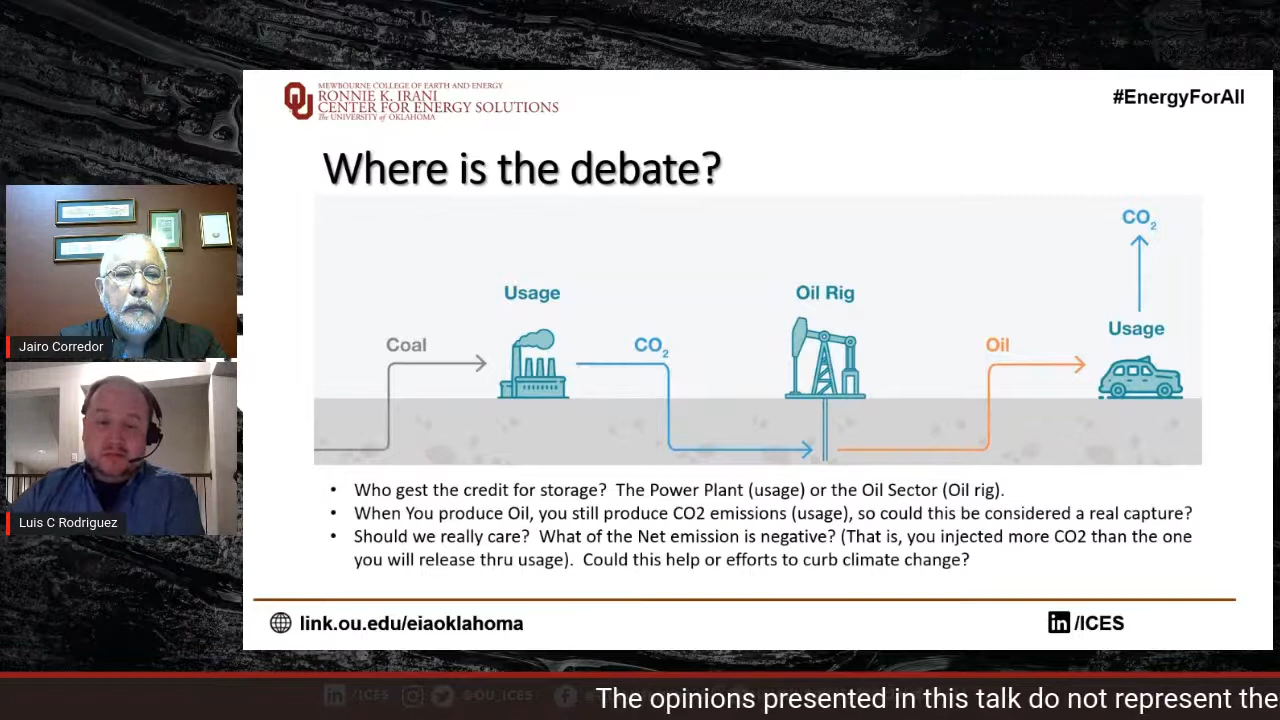 MEWBOURNE COLLEGE OF EARTH AND ENERGY
RONNIE K. IRANI
CENTER FOR ENERGY SOLUTIONS
The UNIVERSITY of OKLAHOMA
#EnergyForAll
Where is the debate?
CO2
Usage
Oil Rig
Usage
Coal
CO2
Oil
• Who gest the credit for storage? The Power Plant (usage) or the Oil Sector (Oil rig).
• When You produce Oil, you still produce CO2 emissions (usage), so could this be considered a real capture?
• Should we really care? What of the Net emission is negative? (That is, you injected more CO2 than the one
you will release thru usage). Could this help or efforts to curb climate change?
link.ou.edu/eiaoklahoma
in /ICES
Jairo Corredor
Luis C Rodriguez
in /ICES
@OU_ICES
The opinions presented in this talk do not represent the